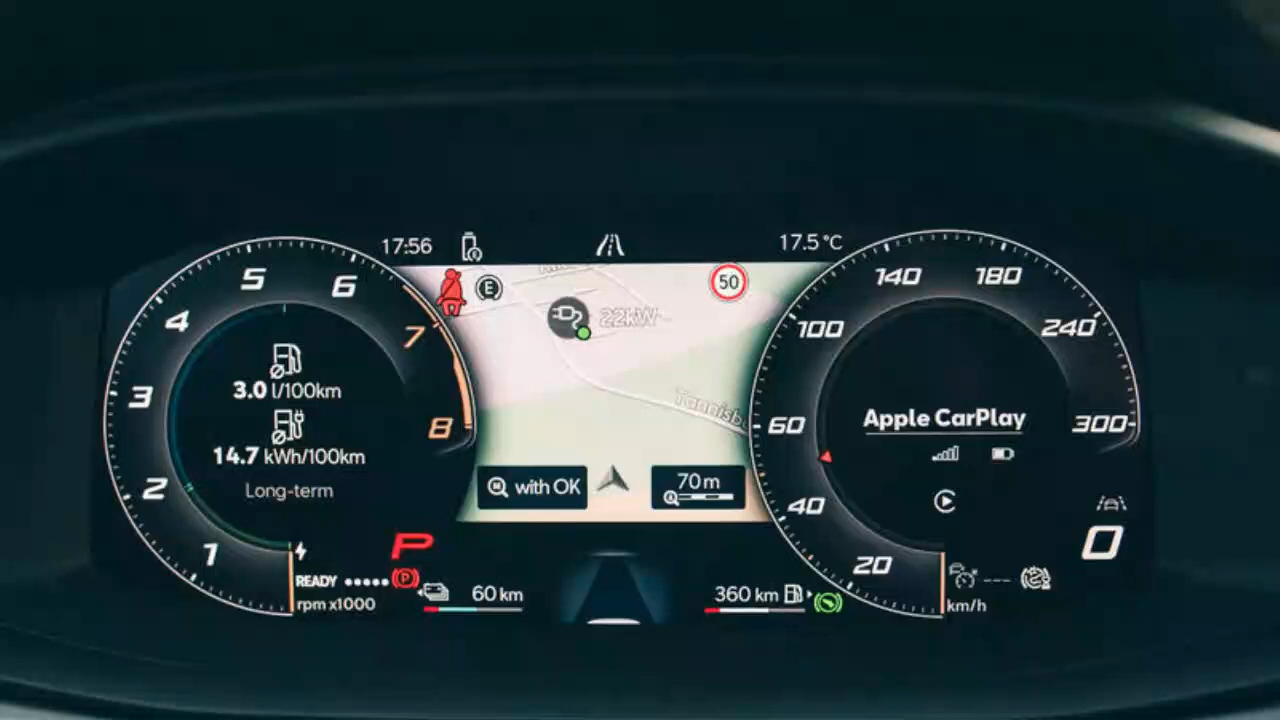 17:56
17.5 °C
5
6
4
7
3
8
2
1
3.0 l/100km
14.7 kWh/100km
Long-term
READY
rpm x1000
P
P
60 km
E
50
22kW
Tannisb
with OK
70 m
360 km
140
180
100
240
60
300
40
20
Apple CarPlay
0
---
km/h